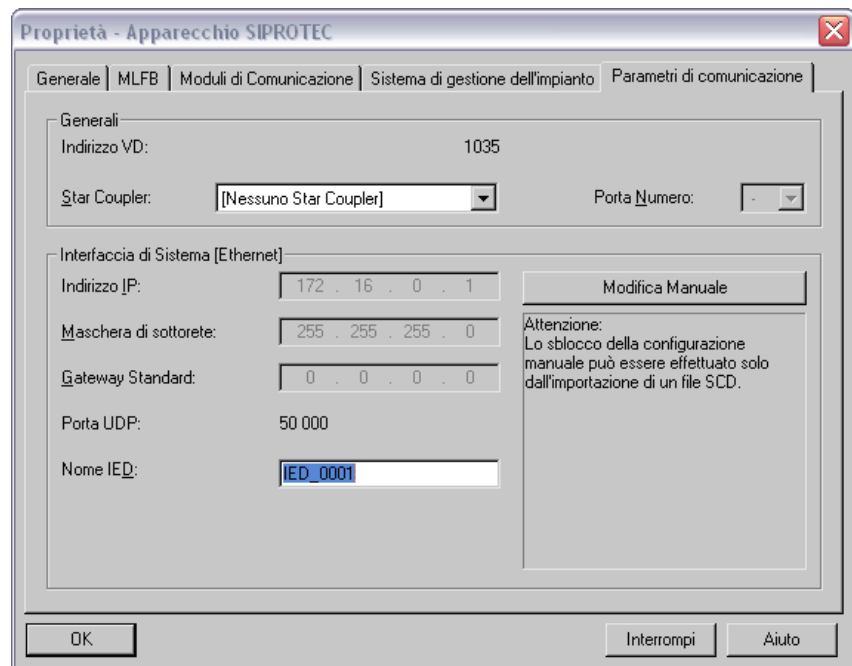 Proprietà - Apparecchio SIPROTEC
Generale MLFB Moduli di Comunicazione Sistema di gestione dell'impianto Parametri di comunicazione
Generali
Indirizzo VD: 1035
Star Coupler: [Nessuno Star Coupler] Porta Numero: -
Interfaccia di Sistema [Ethernet]
Indirizzo IP: 172 . 16 . 0 . 1 Modifica Manuale
Attenzione:
Lo sblocco della configurazione
manuale può essere effettuato solo
dall'importazione di un file SCD.
Maschera di sottorete: 255 . 255 . 255 . 0
Gateway Standard: 0 . 0 . 0 . 0
Porta UDP: 50 000
Nome IED: IED_0001
OK Interrompi Aiuto